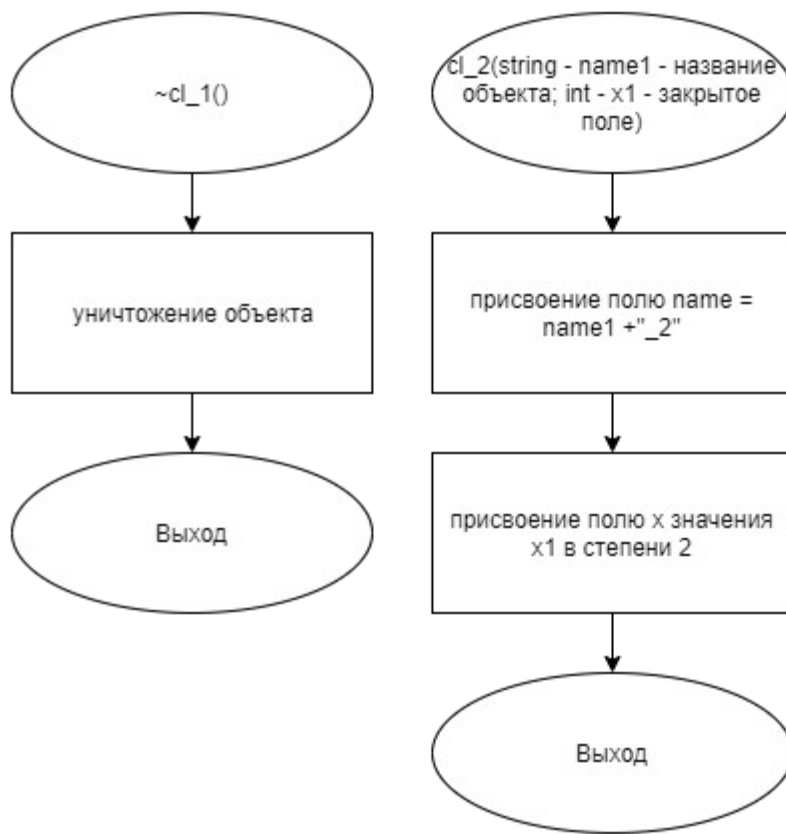 ~cl_1()
уничтожение объекта
Выход
cl_2(string - name1 - название
объекта; int - x1 - закрытое
поле)
присвоение полю name =
name1 +"_2"
присвоение полю x значения
x1 в степени 2
Выход